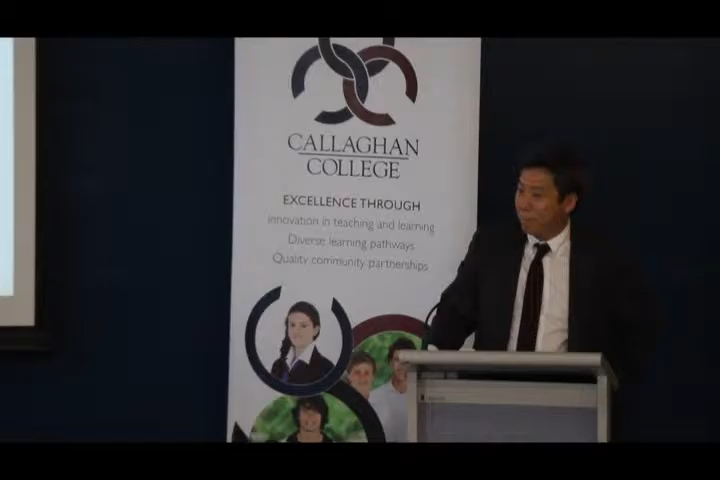 CALLAGHAN
COLLEGE
EXCELLENCE THROUGH
Innovation in teaching and learning
Diverse learning pathways
Quality community partnerships